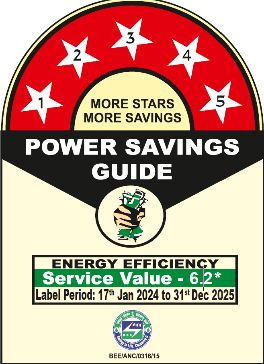 1 2 3 4 5
MORE STARS
MORE SAVINGS
POWER SAVINGS
GUIDE
ENERGY EFFICIENCY
Service Value - 6.2*
Label Period: 17th Jan 2024 to 31st Dec 2025
BEE/ANC/0316/15